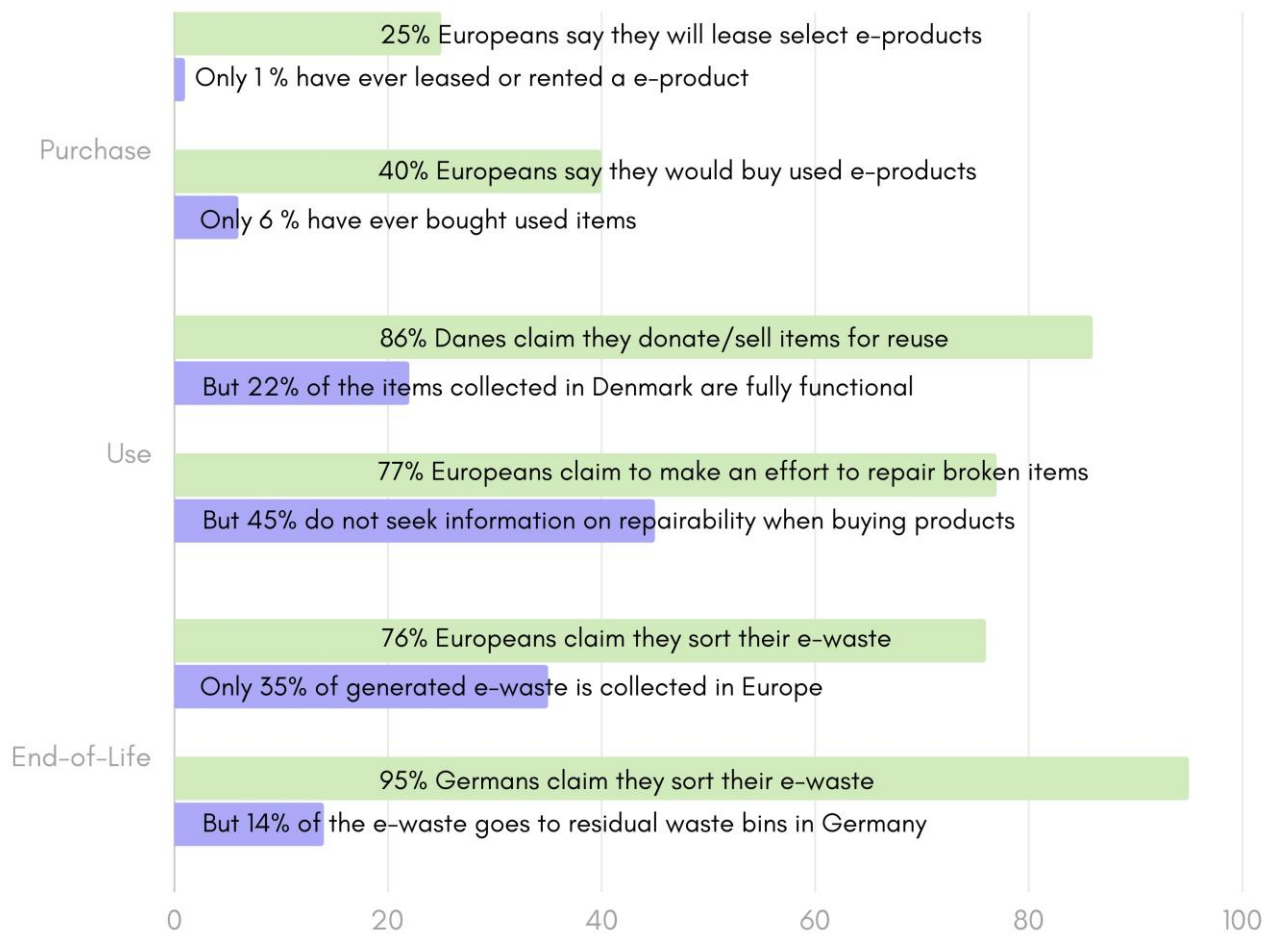 25% Europeans say they will lease select e-products
Only 1 % have ever leased or rented a e-product
Purchase
40% Europeans say they would buy used e-products
Only 6 % have ever bought used items
86% Danes claim they donate/sell items for reuse
But 22% of the items collected in Denmark are fully functional
Use
77% Europeans claim to make an effort to repair broken items
But 45% do not seek information on repairability when buying products
76% Europeans claim they sort their e-waste
Only 35% of generated e-waste is collected in Europe
End-of-Life
95% Germans claim they sort their e-waste
But 14% of the e-waste goes to residual waste bins in Germany
0 20 40 60 80 100